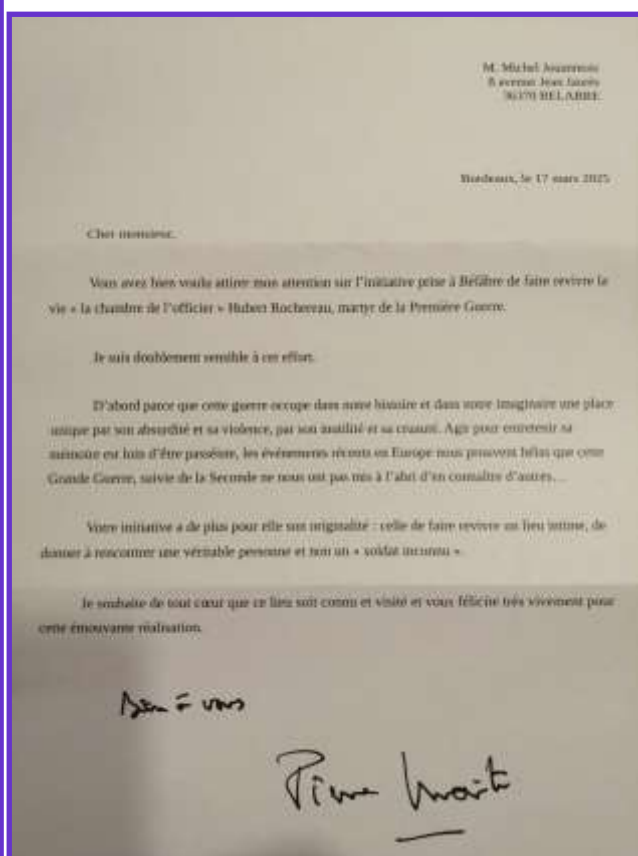 M. Michel
8 avenue Jean Jaurès
36370 BELABRE
Bordeaux, le 17 mars 2025
Cher monsieur,
Vous avez bien voulu attirer mon attention sur l'initiative prise à Bélâbre de faire revivre la
vie « la chambre de l'officier » Hubert Rochereau, martyr de la Première Guerre.
Je suis doublement sensible à cet effort.
D'abord parce que cette guerre occupe dans notre histoire et dans notre imaginaire une place
unique par son absurdité et sa violence, par son inutilité et sa cruauté. Agir pour entretenir sa
mémoire est loin d'être passéiste, les événements récents en Europe nous prouvent hélas que cette
Grande Guerre, suivie de la Seconde ne nous ont pas mis à l'abri d'en connaître d'autres…
Votre initiative a de plus pour elle son originalité : celle de faire revivre un lieu intime, de
donner à rencontrer une véritable personne et non un « soldat inconnu ».
Je souhaite de tout cœur que ce lieu soit connu et visité et vous félicite très vivement pour
cette émouvante réalisation.
Bien à vous
Pierre